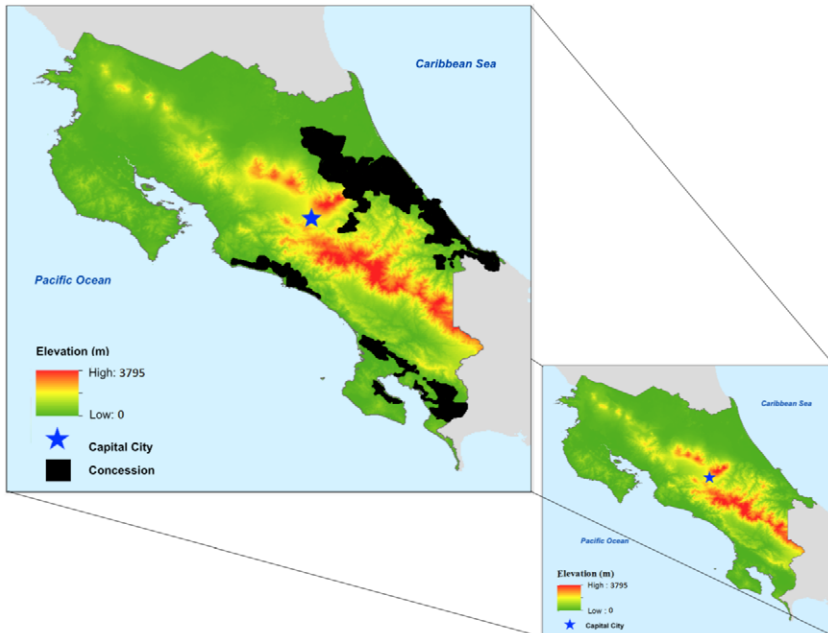 Caribbean Sea
Pacific Ocean
Elevation (m)
High: 3795
Low: 0
Capital City
Concession
Caribbean Sea
Pacific Ocean
Elevation (m)
High : 3795
Low : 0
Capital City